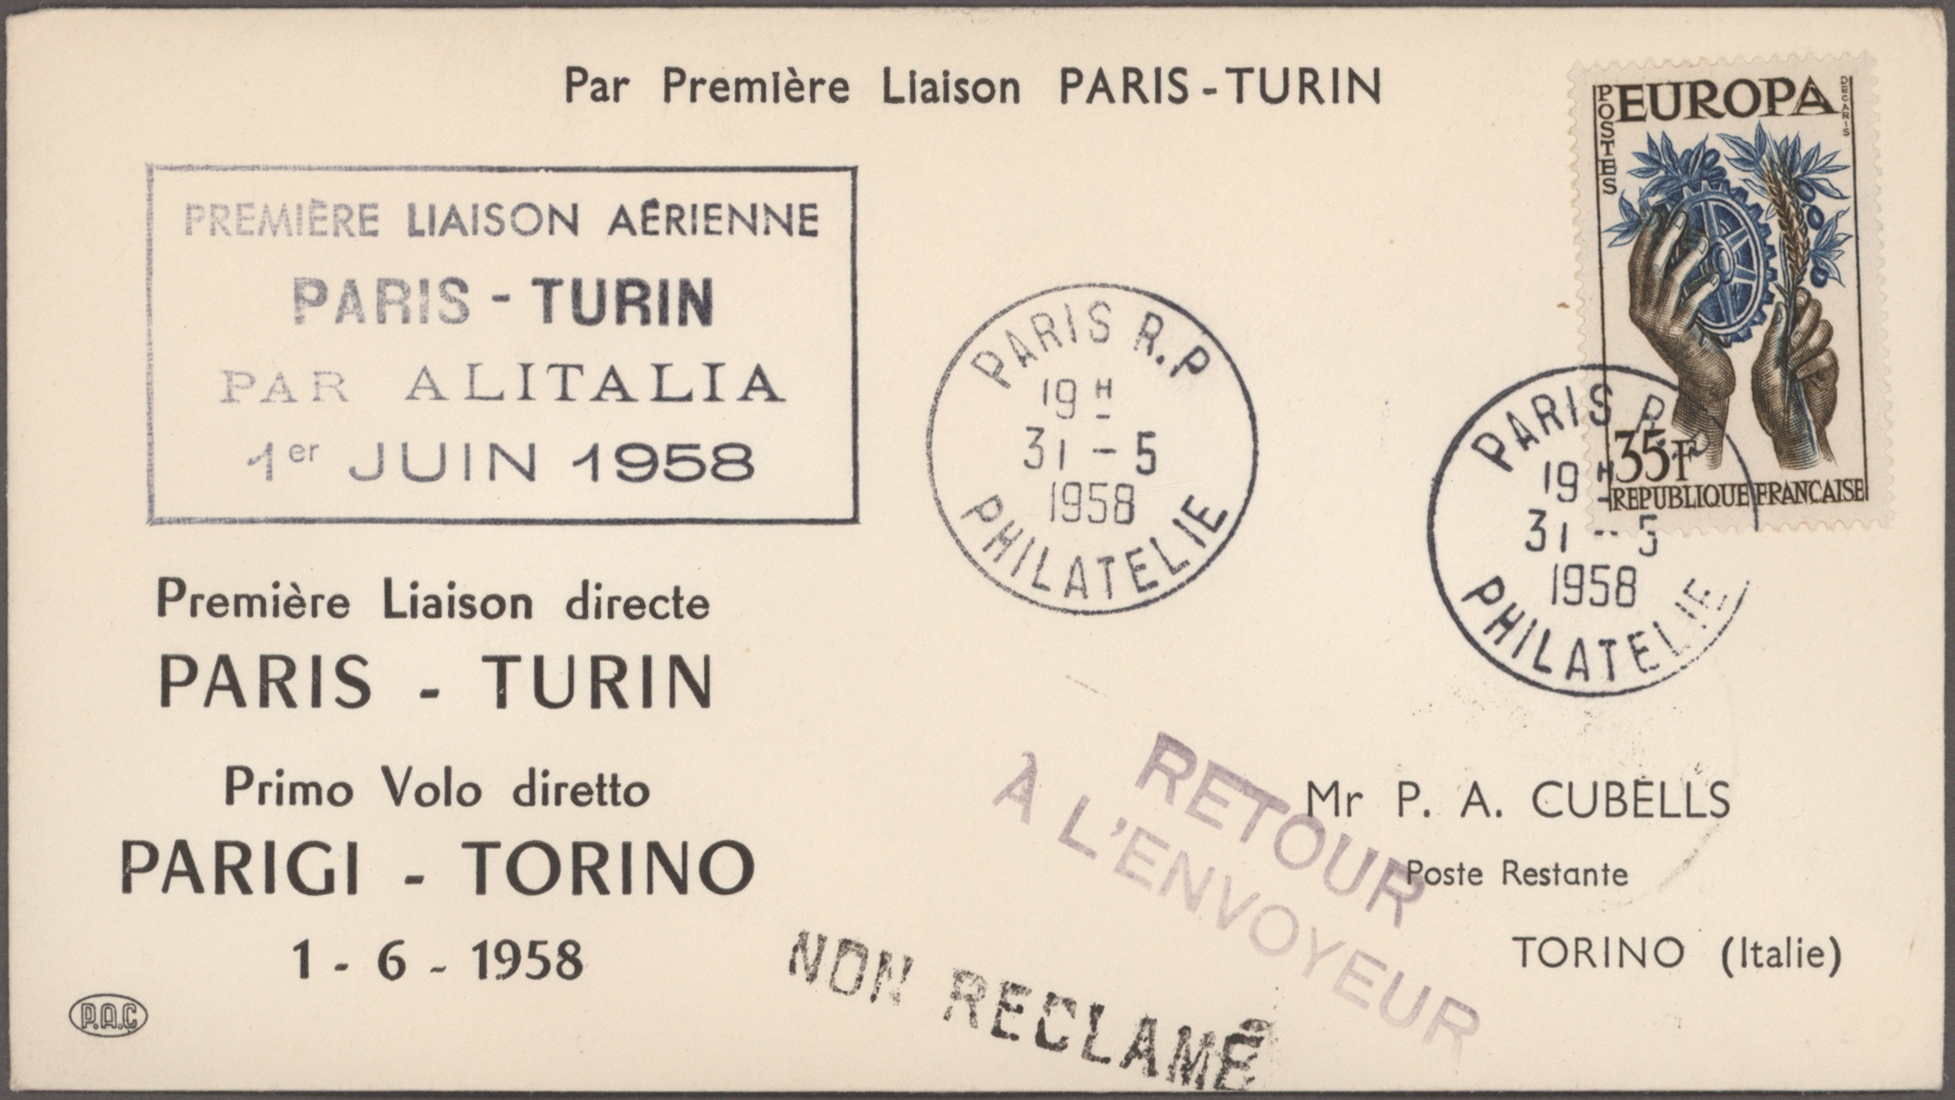 Par Première Liaison PARIS - TURIN
POSTES
EUROPA
DECARIS
35F
REPUBLIQUE FRANCAISE
PREMIÈRE LIAISON AÉRIENNE
PARIS - TURIN
PAR ALITALIA
1er JUIN 1958
PARIS R.P
19 H
31 - 5
1958
PHILATELIE
PARIS R.P
19 H
31 - 5
1958
PHILATELIE
Première Liaison directe
PARIS - TURIN
Primo Volo diretto
PARIGI - TORINO
1 - 6 - 1958
P.A.C
RETOUR
À L'ENVOYEUR
NON RECLAMÉ
Mr P. A. CUBELLS
Poste Restante
TORINO (Italie)